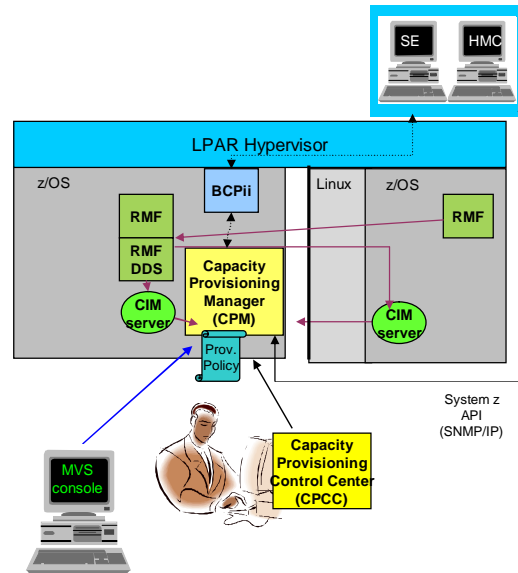 SE
HMC
LPAR Hypervisor
z/OS
BCPii
Linux
z/OS
RMF
RMF
RMF
DDS
Capacity
Provisioning
Manager
(CPM)
CIM
server
CIM
server
Prov.
Policy
System z
API
(SNMP/IP)
MVS
console
Capacity
Provisioning
Control Center
(CPCC)